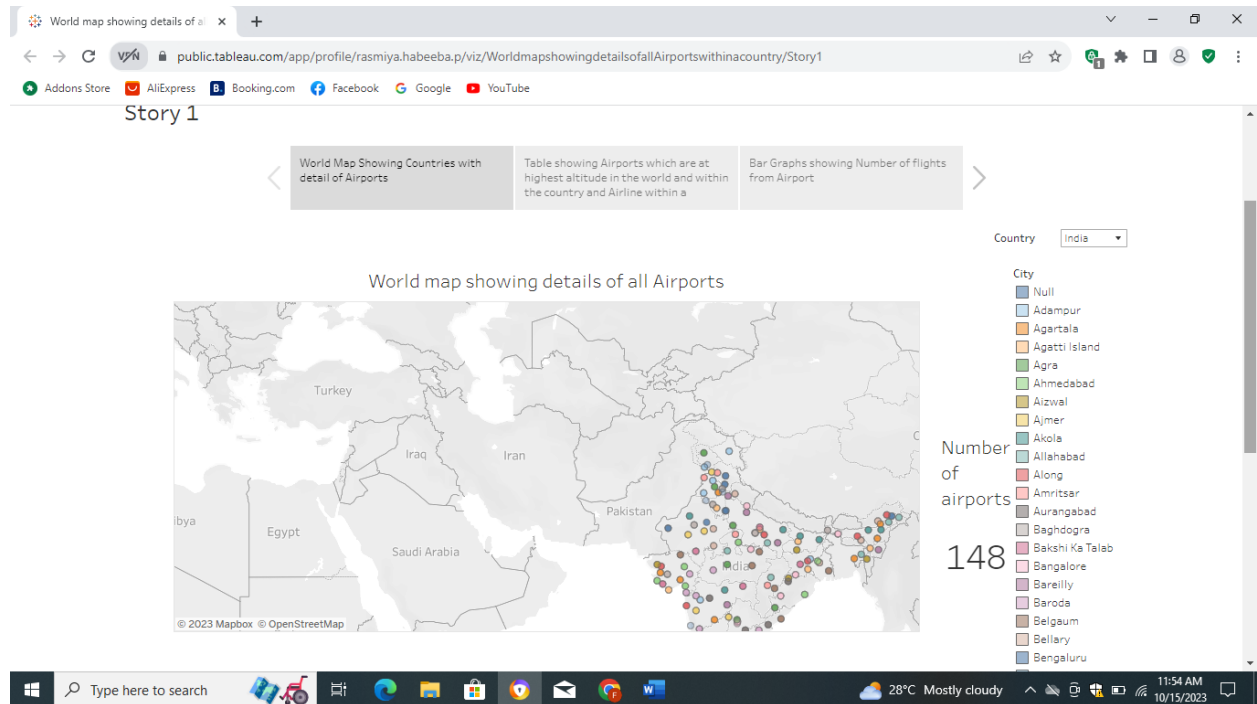 World map showing details of al
VPN
public.tableau.com/app/profile/rasmiya.habeeba.p/viz/WorldmapshowingdetailsofallAirportswithinacountry/Story1
1
Addons Store
AliExpress
B. Booking.com
Facebook
Google
YouTube
Story 1
World Map Showing Countries with
detail of Airports
Table showing Airports which are at
highest altitude in the world and within
the country and Airline within a
Bar Graphs showing Number of flights
from Airport
Country
India
World map showing details of all Airports
Turkey
Iraq
Iran
Pakistan
ibya
Egypt
Saudi Arabia
India
C
© 2023 Mapbox © OpenStreetMap
Number
of
airports
148
City
Null
Adampur
Agartala
Agatti Island
Agra
Ahmedabad
Aizwal
Ajmer
Akola
Allahabad
Along
Amritsar
Aurangabad
Baghdogra
Bakshi Ka Talab
Bangalore
Bareilly
Baroda
Belgaum
Bellary
Bengaluru
Type here to search
W
28°C Mostly cloudy
11:54 AM
10/15/2023